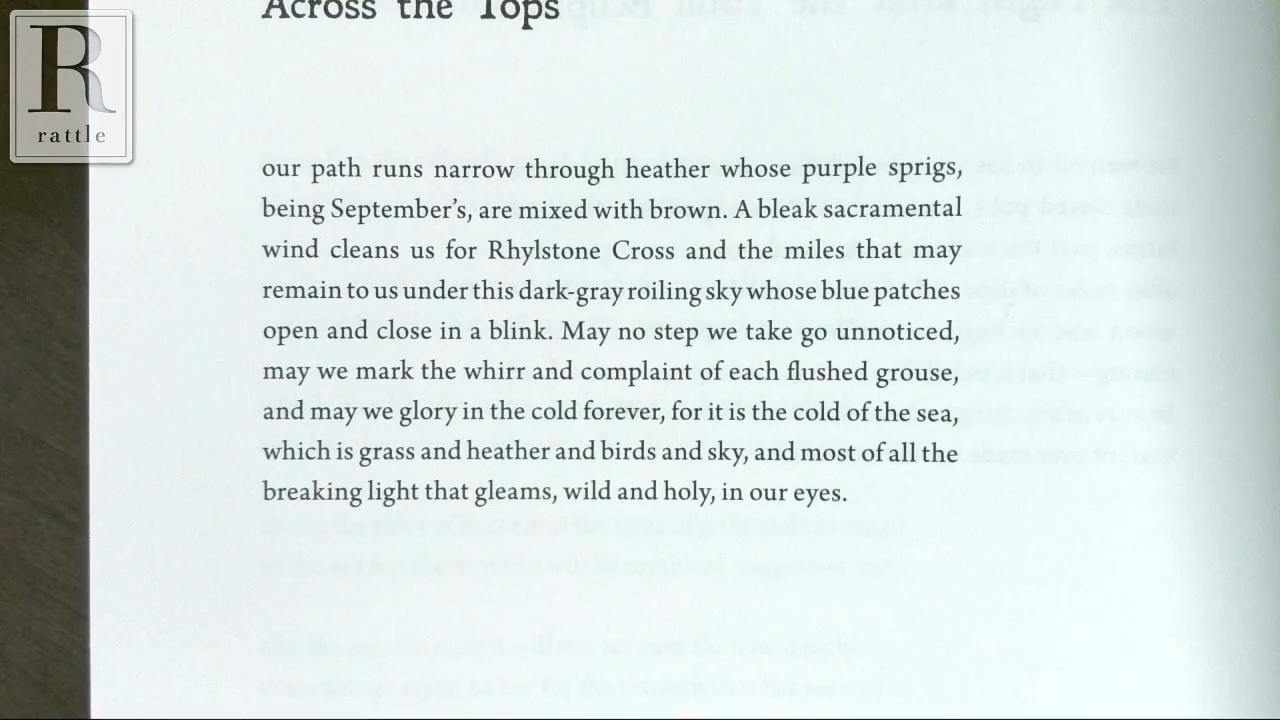 Across the Tops
R
rattle
our path runs narrow through heather whose purple sprigs,
being September's, are mixed with brown. A bleak sacramental
wind cleans us for Rhylstone Cross and the miles that may
remain to us under this dark-gray roiling sky whose blue patches
open and close in a blink. May no step we take go unnoticed,
may we mark the whirr and complaint of each flushed grouse,
and may we glory in the cold forever, for it is the cold of the sea,
which is grass and heather and birds and sky, and most of all the
breaking light that gleams, wild and holy, in our eyes.